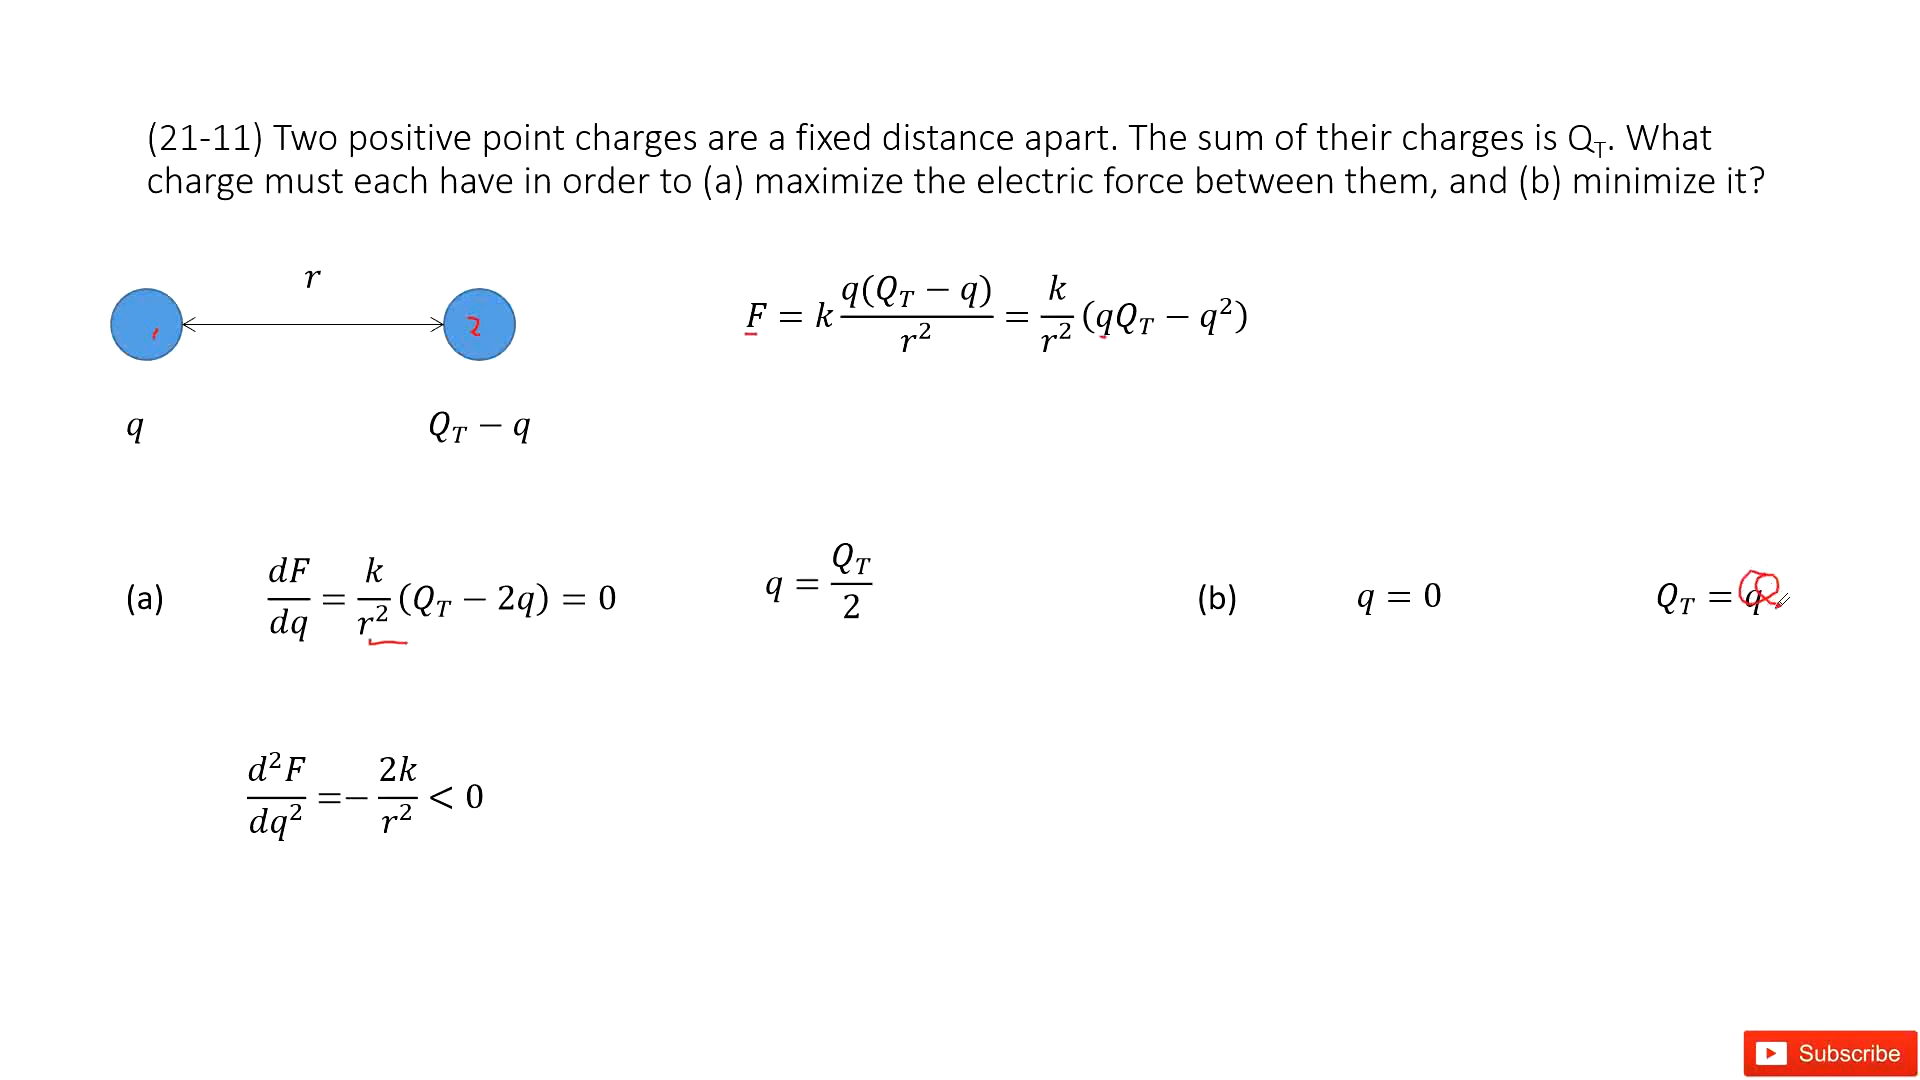 (21-11) Two positive point charges are a fixed distance apart. The sum of their charges is Q_T. What
charge must each have in order to (a) maximize the electric force between them, and (b) minimize it?
r
1 2
F = k q(Q_T − q)/r² = k/r² (qQ_T − q²)
q Q_T − q
(a) dF/dq = k/r² (Q_T − 2q) = 0 q = Q_T/2 (b) q = 0 Q_T = q
d²F/dq² =− 2k/r² < 0
Subscribe